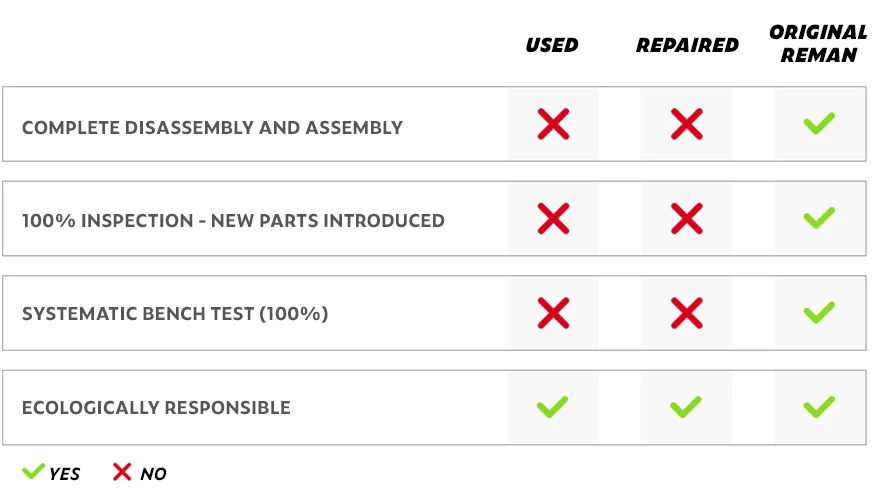 USED REPAIRED ORIGINAL
REMAN
COMPLETE DISASSEMBLY AND ASSEMBLY
100% INSPECTION - NEW PARTS INTRODUCED
SYSTEMATIC BENCH TEST (100%)
ECOLOGICALLY RESPONSIBLE
YES NO